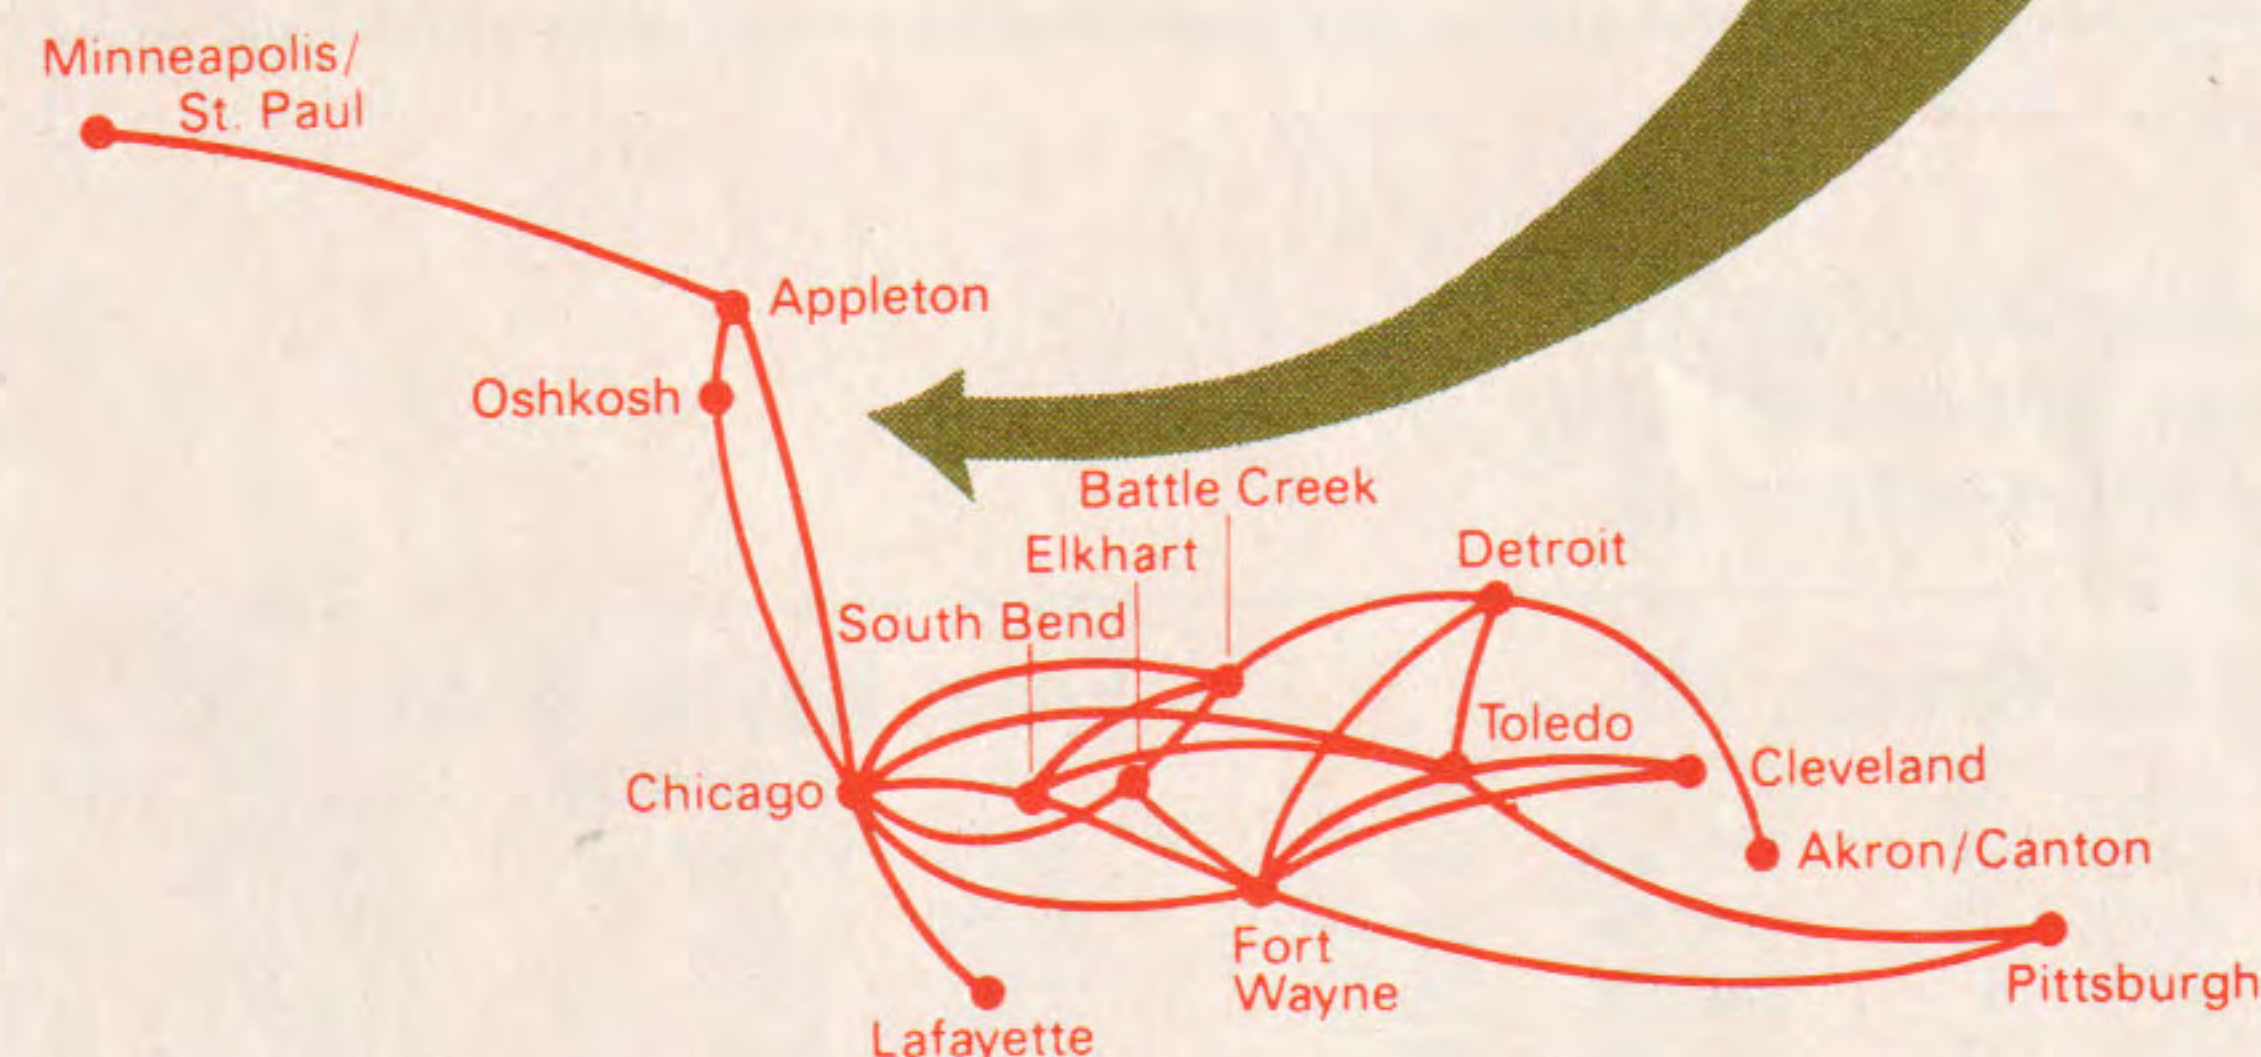 Minneapolis/
St. Paul
Appleton
Oshkosh
Battle Creek
Elkhart
Detroit
South Bend
Toledo
Cleveland
Chicago
Akron/Canton
Fort
Wayne
Pittsburgh
Lafayette